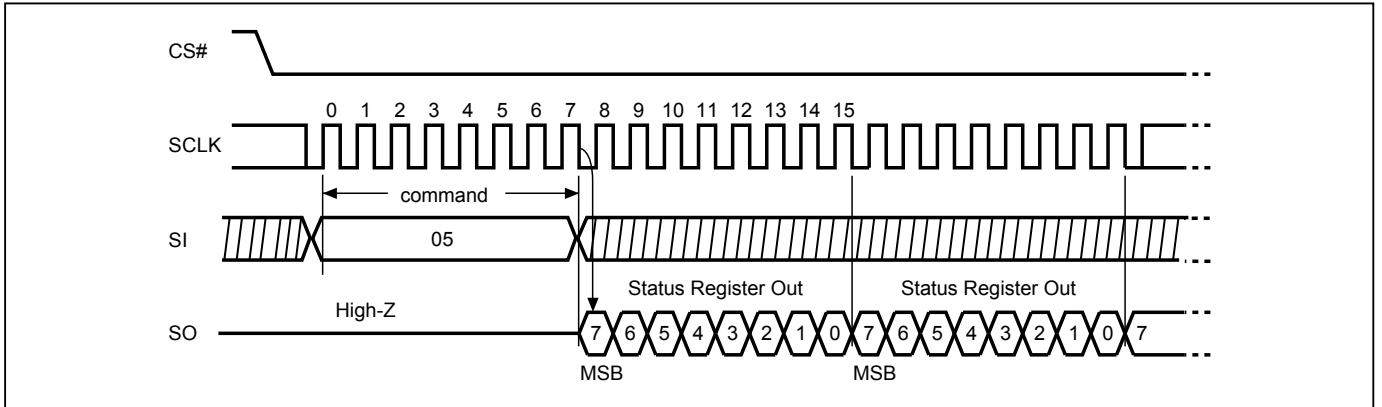 CS#
0 1 2 3 4 5 6 7 8 9 10 11 12 13 14 15
SCLK
command
SI
05
Status Register Out Status Register Out
High-Z
SO
7 6 5 4 3 2 1 0 7 6 5 4 3 2 1 0 7
MSB MSB